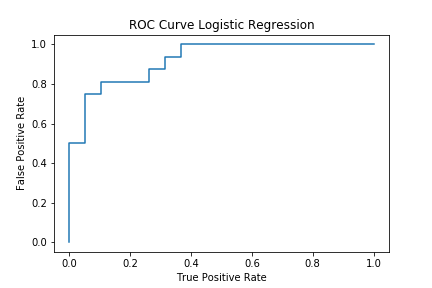 ROC Curve Logistic Regression
1.0
0.8
0.6
0.4
0.2
0.0
False Positive Rate
0.0 0.2 0.4 0.6 0.8 1.0
True Positive Rate